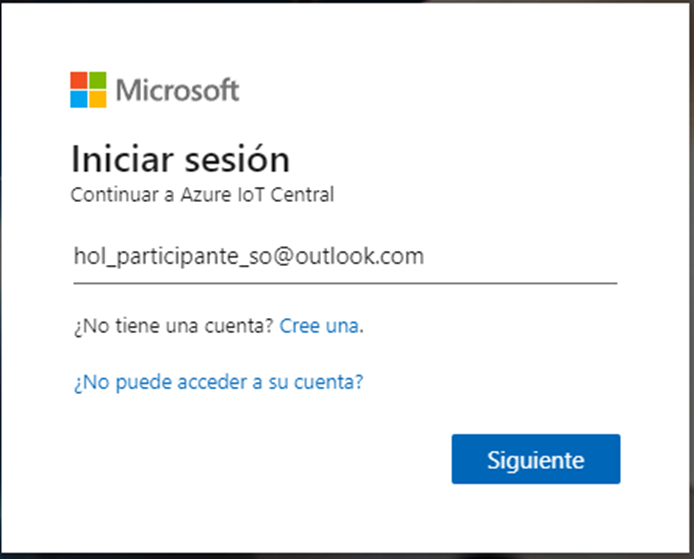 Microsoft
Iniciar sesión
Continuar a Azure IoT Central
hol_participante_so@outlook.com
¿No tiene una cuenta? Cree una.
¿No puede acceder a su cuenta?
Siguiente